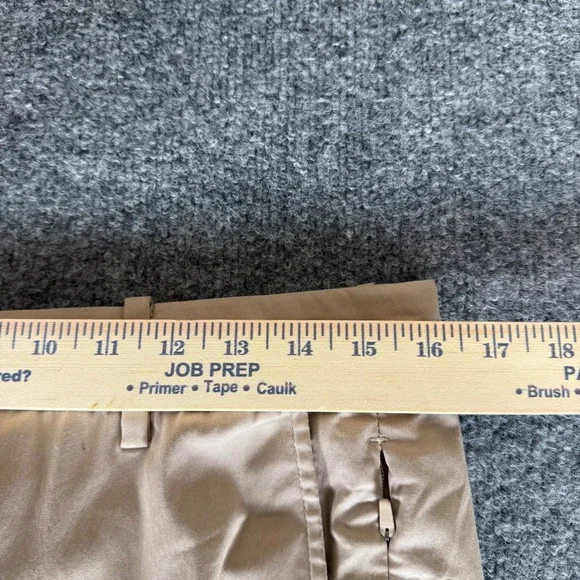 10 11 12 13 14 15 16 17 18
red? JOB PREP PA
• Primer • Tape • Caulk • Brush •